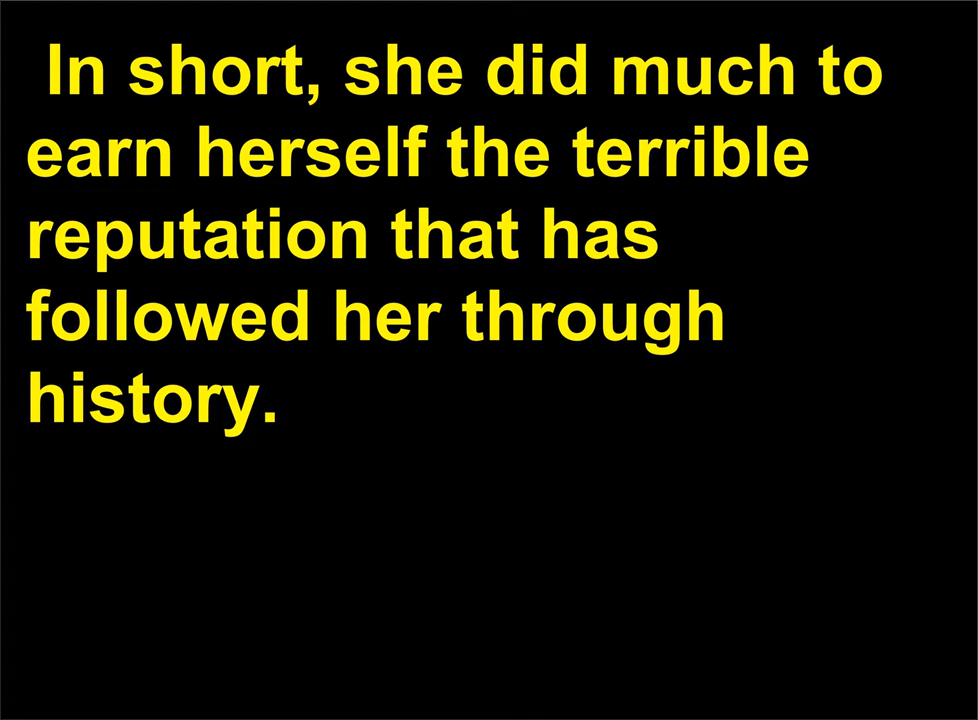 In short, she did much to
earn herself the terrible
reputation that has
followed her through
history.